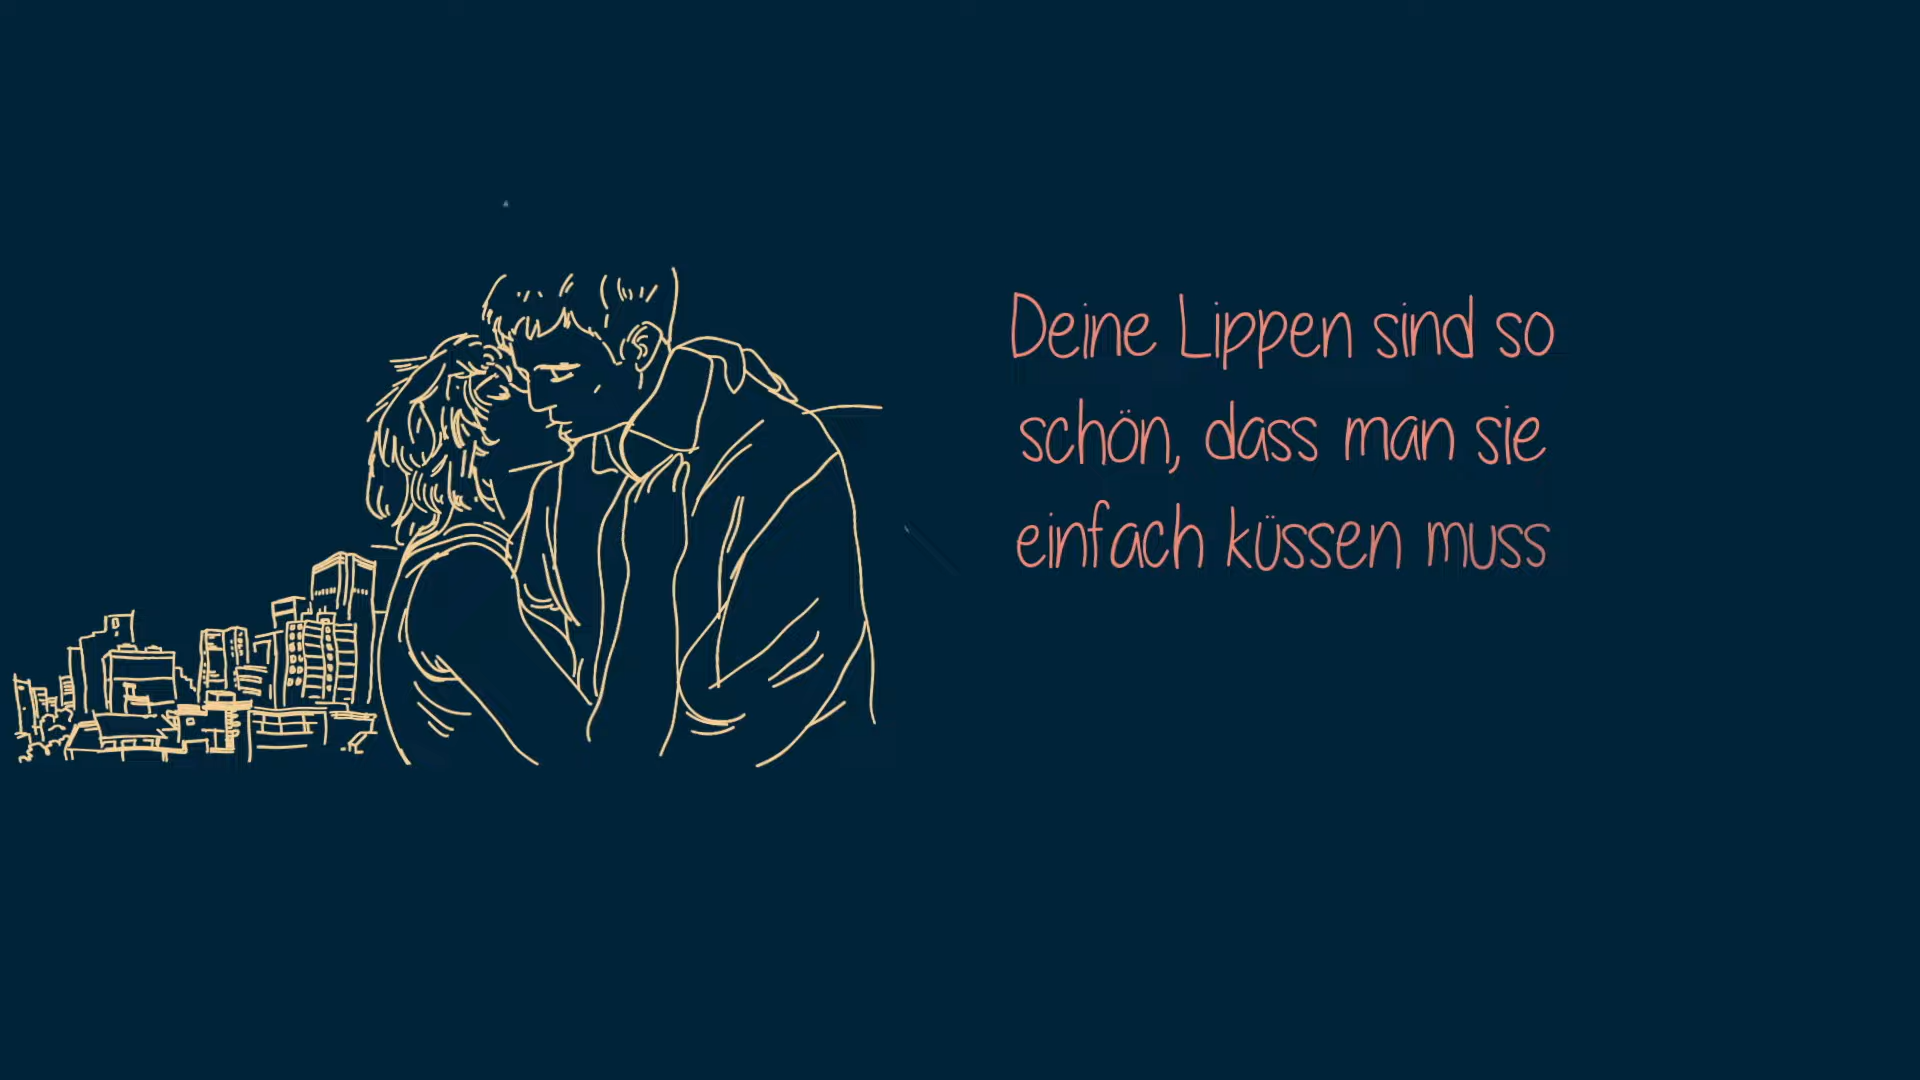 Deine Lippen sind so
schön, dass man sie
einfach küssen muss